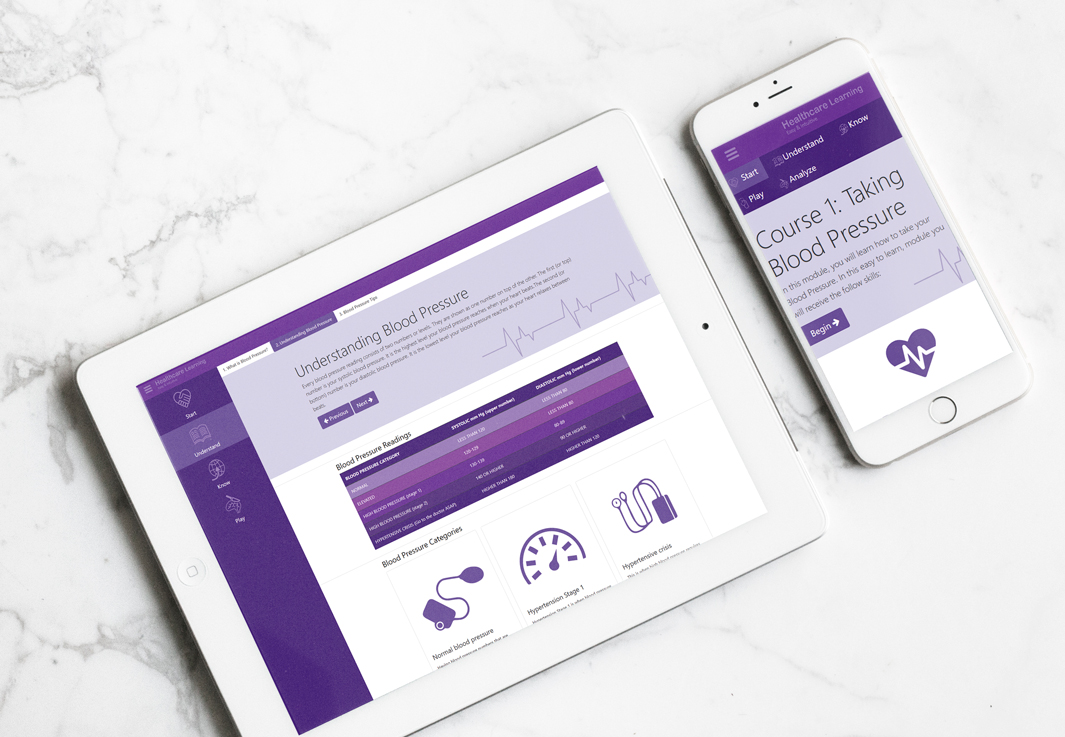 Healthcare Learning
Start
Understand
Know
Play
1. What is Blood Pressure?
2. Understanding Blood Pressure
3. Blood Pressure Tips
Understanding Blood Pressure
Every blood pressure reading consists of two numbers or levels. They are shown as one number on top of the other. The first (or top)
number is your systolic blood pressure. It is the highest level your blood pressure reaches when your heart beats.The second (or
bottom) number is your diastolic blood pressure. It is the lowest level your blood pressure reaches as your heart relaxes between
beats.
Previous
Next
Blood Pressure Readings
BLOOD PRESSURE CATEGORY SYSTOLIC mm Hg (upper number) DIASTOLIC mm Hg (lower number)
NORMAL LESS THAN 120 LESS THAN 80
ELEVATED 120-129 LESS THAN 80
HIGH BLOOD PRESSURE (stage 1) 130-139 80-89
HIGH BLOOD PRESSURE (stage 2) 140 OR HIGHER 90 OR HIGHER
HYPERTENSIVE CRISIS (Go to the doctor ASAP) HIGHER THAN 180 HIGHER THAN 120
Blood Pressure Categories
Normal blood pressure
Hypertension Stage 1
Hypertensive crisis
Healthcare Learning
Start
Understand
Know
Play
Analyze
Course 1: Taking
Blood Pressure
n this module, you will learn how to take your
Blood Pressure. In this easy to learn, module you
will receive the follow skills:
Begin